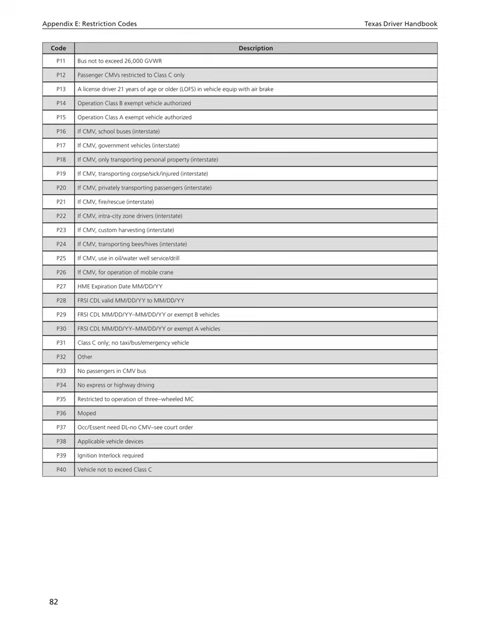 Appendix E: Restriction Codes Texas Driver Handbook
Code Description
P11 Bus not to exceed 26,000 GVWR
P12 Passenger CMVs restricted to Class C only
P13 A license driver 21 years of age or older (LOFS) in vehicle equip with air brake
P14 Operation Class B exempt vehicle authorized
P15 Operation Class A exempt vehicle authorized
P16 If CMV, school buses (interstate)
P17 If CMV, government vehicles (interstate)
P18 If CMV, only transporting personal property (interstate)
P19 If CMV, transporting corpse/sick/injured (interstate)
P20 If CMV, privately transporting passengers (interstate)
P21 If CMV, fire/rescue (interstate)
P22 If CMV, intra-city zone drivers (interstate)
P23 If CMV, custom harvesting (interstate)
P24 If CMV, transporting bees/hives (interstate)
P25 If CMV, use in oil/water well service/drill
P26 If CMV, for operation of mobile crane
P27 HME Expiration Date MM/DD/YY
P28 FRSI CDL valid MM/DD/YY to MM/DD/YY
P29 FRSI CDL MM/DD/YY–MM/DD/YY or exempt B vehicles
P30 FRSI CDL MM/DD/YY–MM/DD/YY or exempt A vehicles
P31 Class C only; no taxi/bus/emergency vehicle
P32 Other
P33 No passengers in CMV bus
P34 No express or highway driving
P35 Restricted to operation of three–wheeled MC
P36 Moped
P37 Occ/Essent need DL-no CMV–see court order
P38 Applicable vehicle devices
P39 Ignition Interlock required
P40 Vehicle not to exceed Class C
82